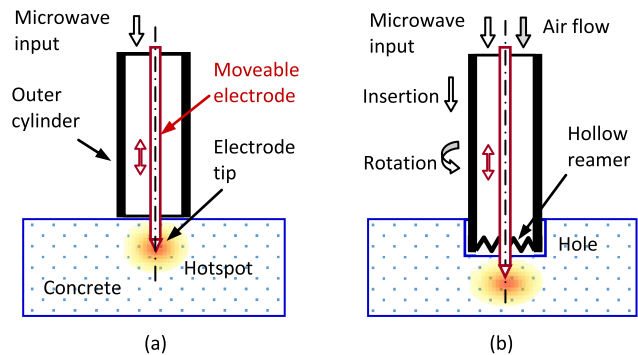 Microwave
input
Moveable
electrode
Outer
cylinder
Electrode
tip
Hotspot
Concrete
(a)
Microwave
input
Air flow
Insertion
Hollow
reamer
Rotation
Hole
(b)